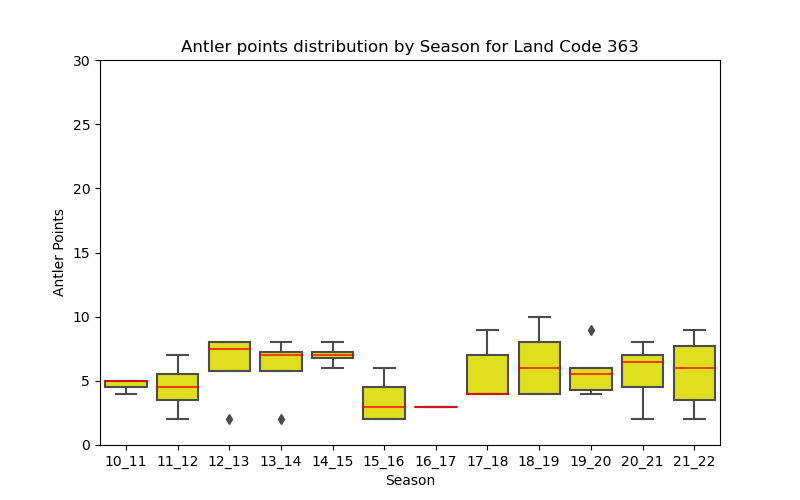 Antler points distribution by Season for Land Code 363
30
25
20
15
10
5
0
Antler Points
10_11 11_12 12_13 13_14 14_15 15_16 16_17 17_18 18_19 19_20 20_21 21_22
Season